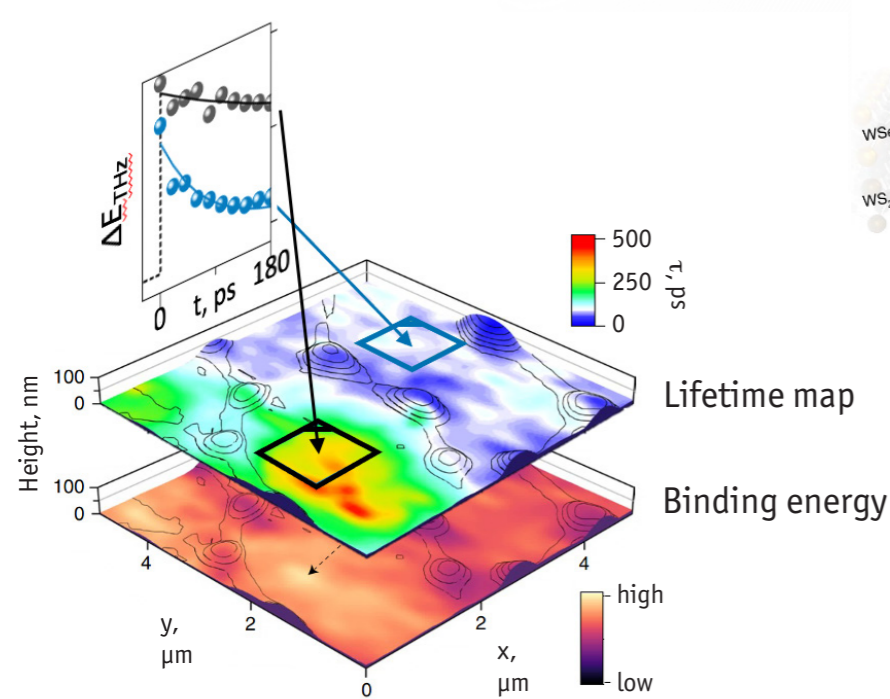 ΔE_THz
0
t, ps
180
WSe
WS₂
500
250
0
τ, ps
100
0
Height, nm
Lifetime map
100
0
Binding energy
4
2
y,
μm
0
2
4
x,
μm
high
low